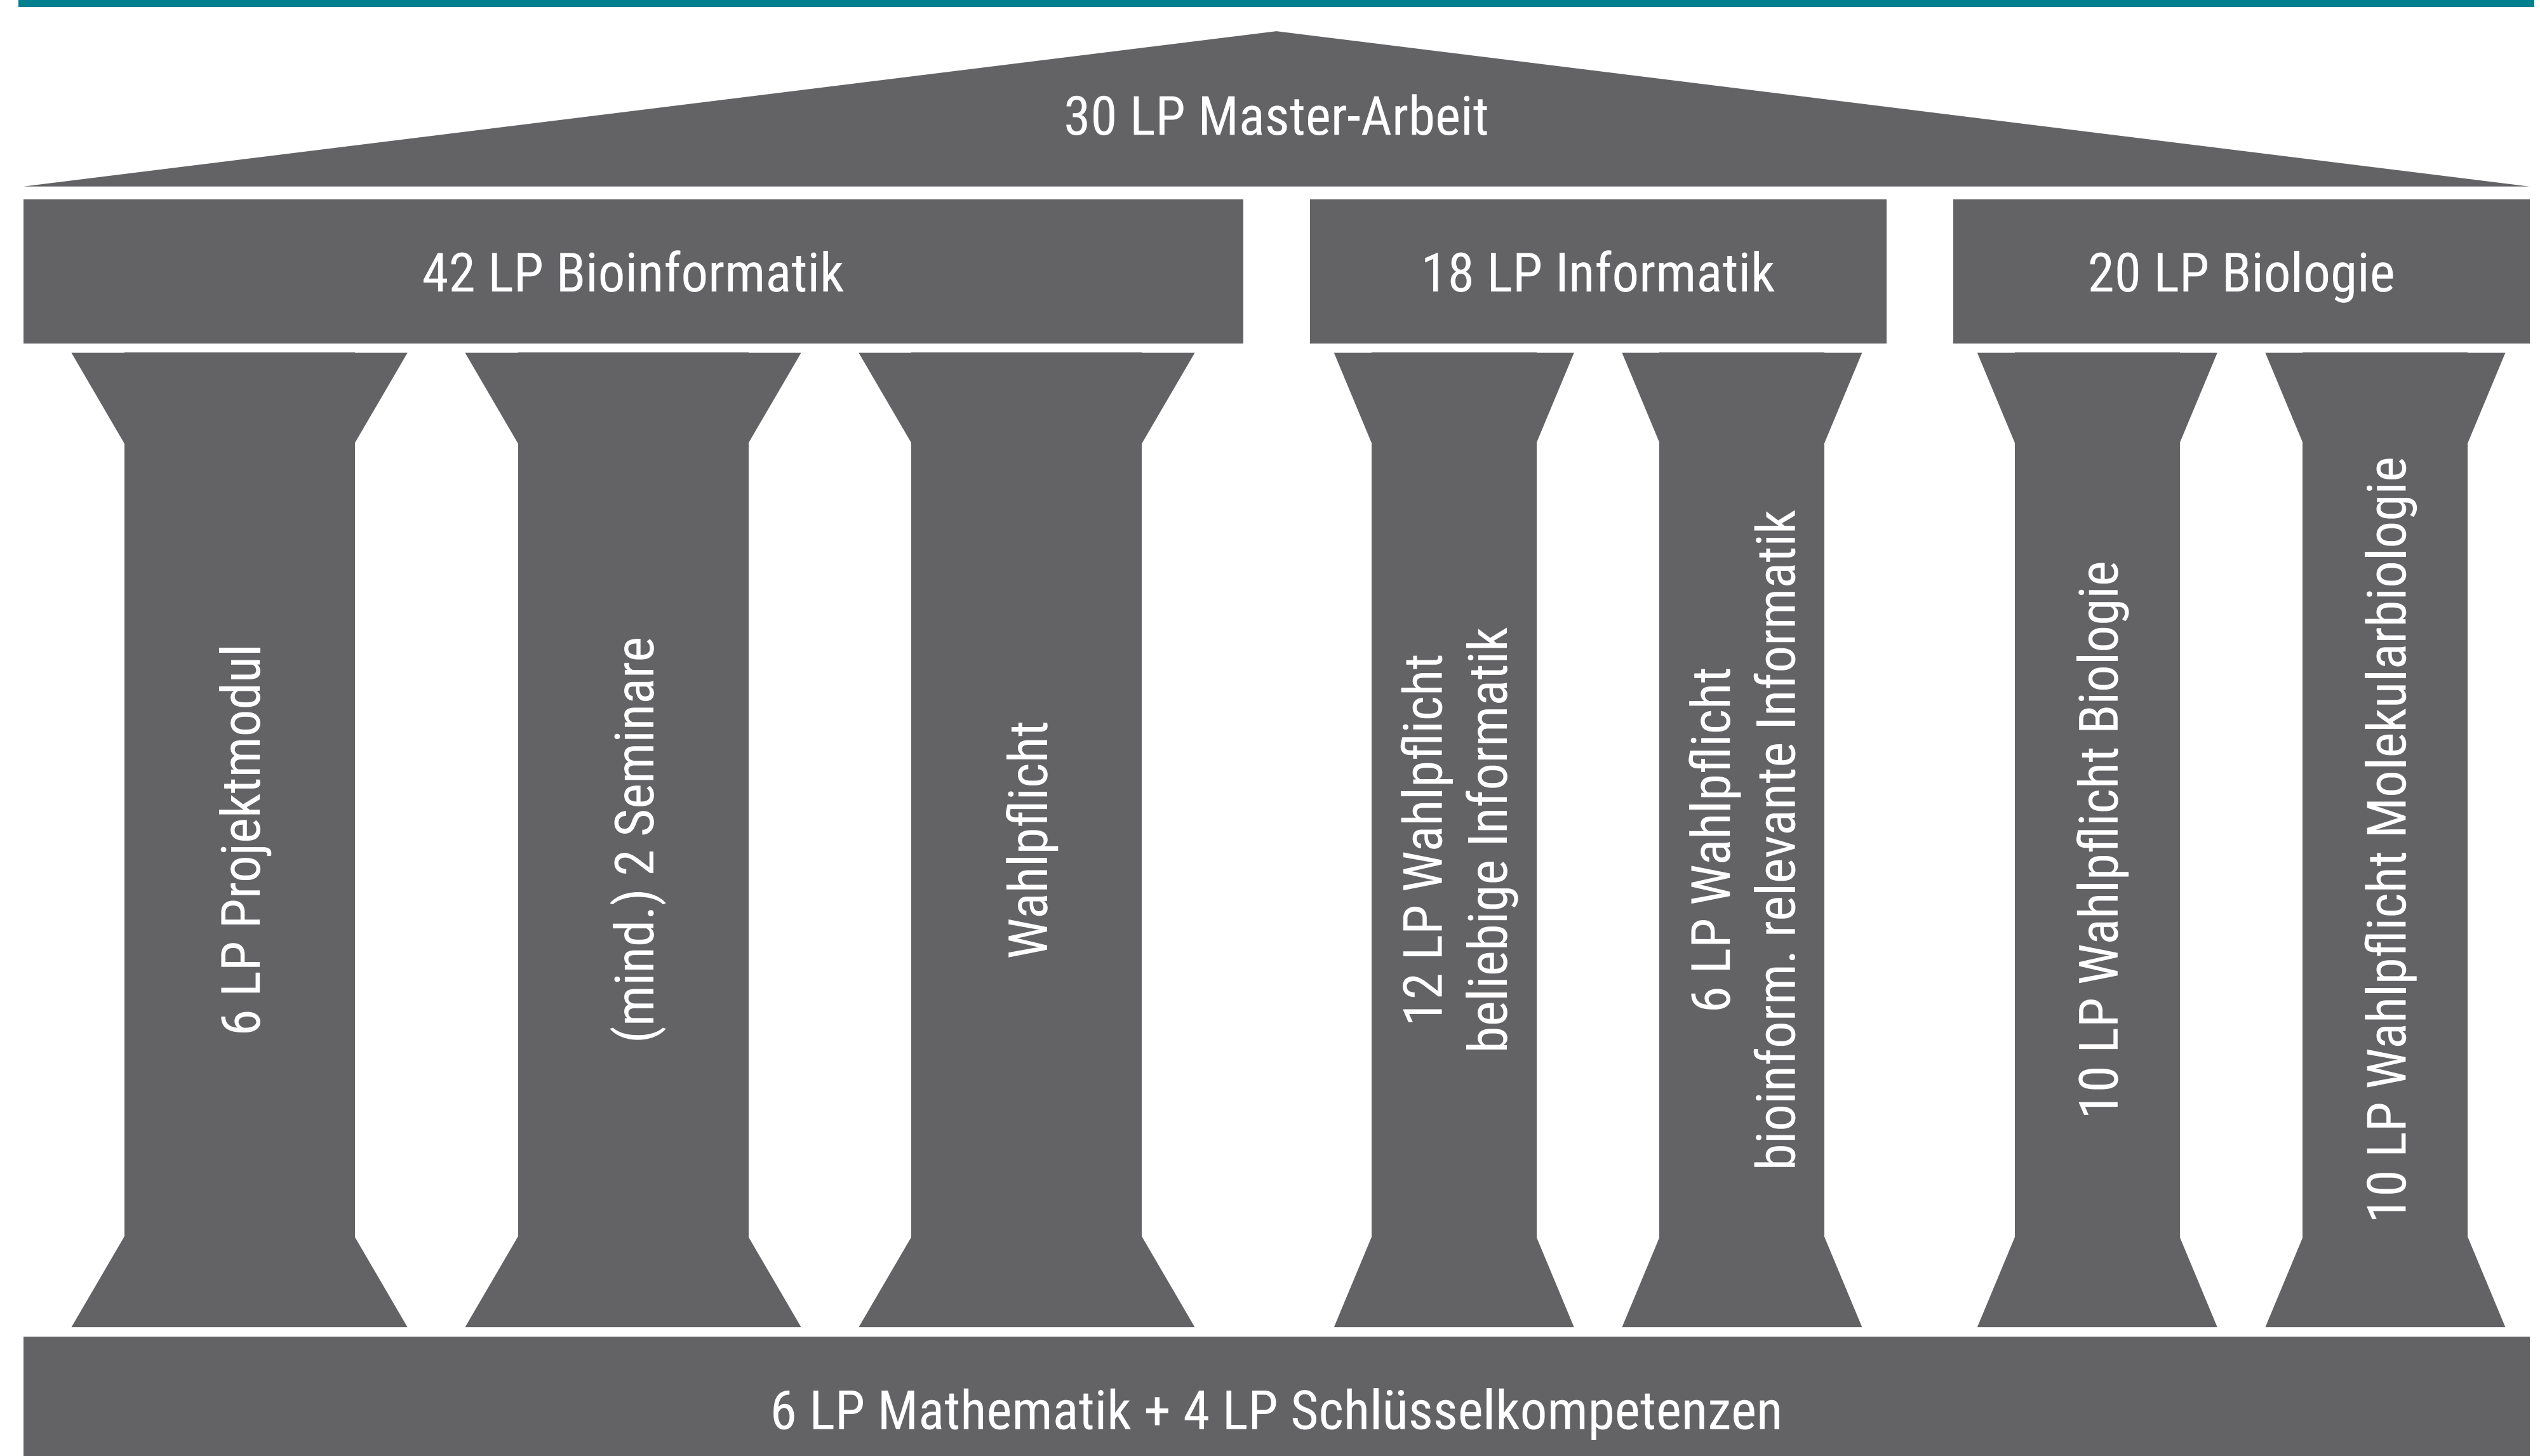 30 LP Master-Arbeit
42 LP Bioinformatik
18 LP Informatik
20 LP Biologie
6 LP Projektmodul
(mind.) 2 Seminare
Wahlpflicht
12 LP Wahlpflicht
beliebige Informatik
6 LP Wahlpflicht
bioinform. relevante Informatik
10 LP Wahlpflicht Biologie
10 LP Wahlpflicht Molekularbiologie
6 LP Mathematik + 4 LP Schlüsselkompetenzen